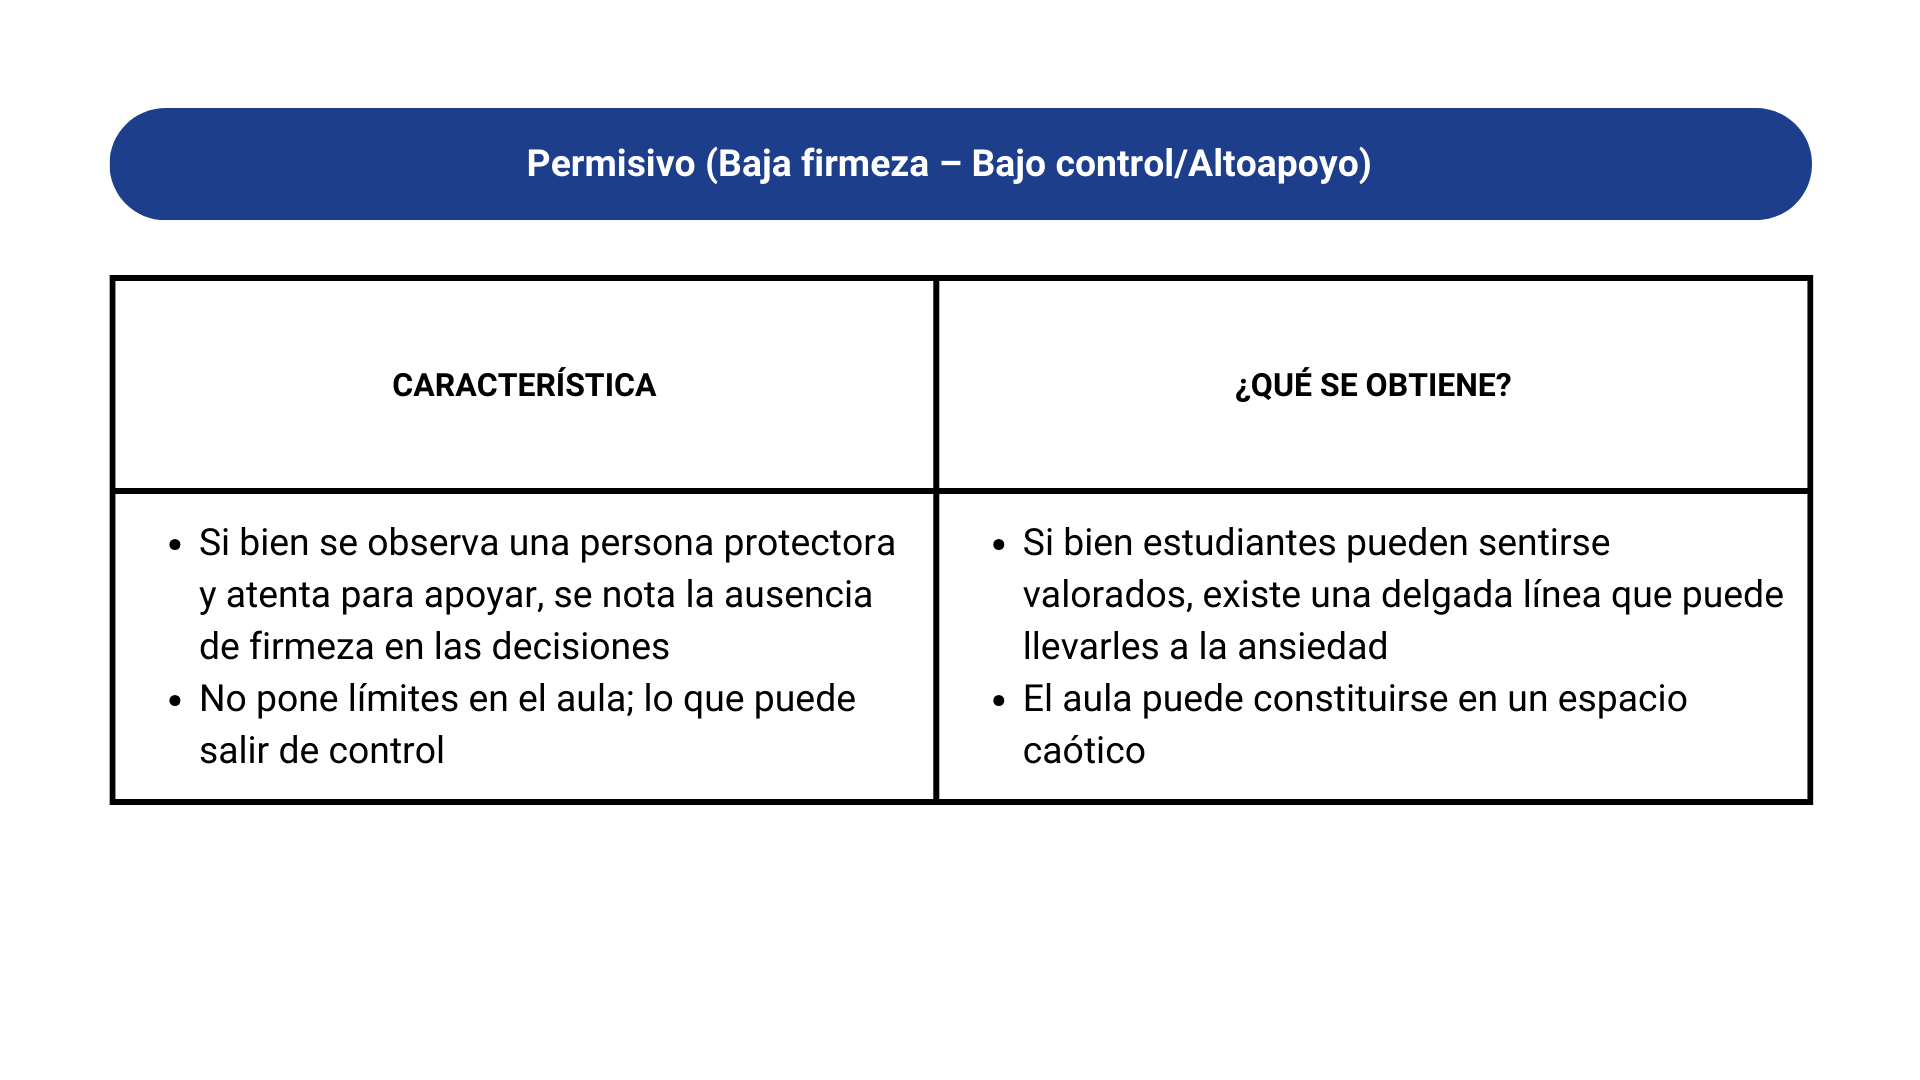 Permisivo (Baja firmeza – Bajo control/Altoapoyo)
CARACTERÍSTICA
¿QUÉ SE OBTIENE?
• Si bien se observa una persona protectora
y atenta para apoyar, se nota la ausencia
de firmeza en las decisiones
• No pone límites en el aula; lo que puede
salir de control
• Si bien estudiantes pueden sentirse
valorados, existe una delgada línea que puede
llevarles a la ansiedad
• El aula puede constituirse en un espacio
caótico